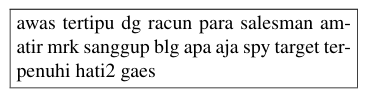 awas tertipu dg racun para salesman am-
atir mrk sanggup blg apa aja spy target ter-
penuhi hati2 gaes